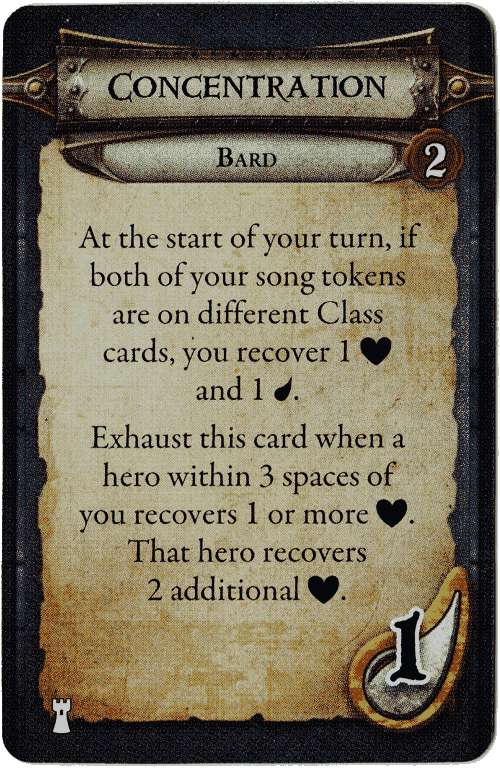 CONCENTRATION
BARD
2
At the start of your turn, if
both of your song tokens
are on different Class
cards, you recover 1 ♥
and 1 .
Exhaust this card when a
hero within 3 spaces of
you recovers 1 or more ♥.
That hero recovers
2 additional ♥.
1